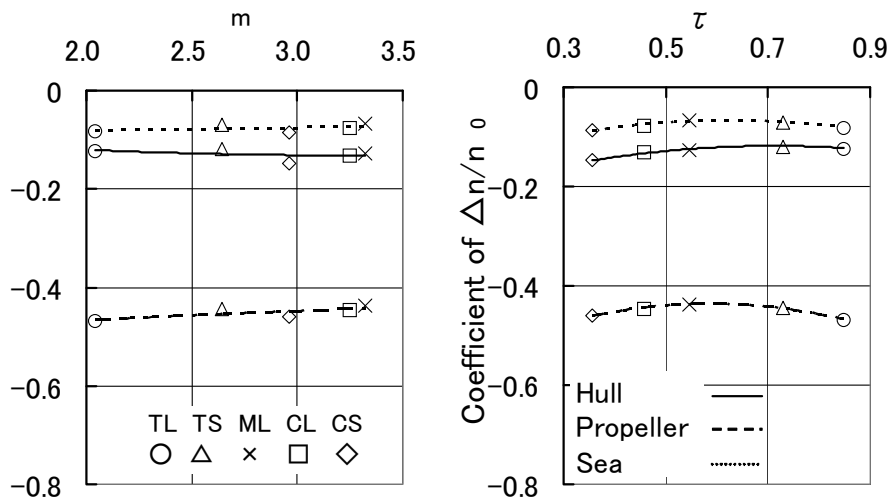 m
2.0 2.5 3.0 3.5
0
−0.2
−0.4
−0.6
−0.8
TL TS ML CL CS
τ
0.3 0.5 0.7 0.9
Coefficient of △n/n 0
0
−0.2
−0.4
−0.6
−0.8
Hull
Propeller
Sea